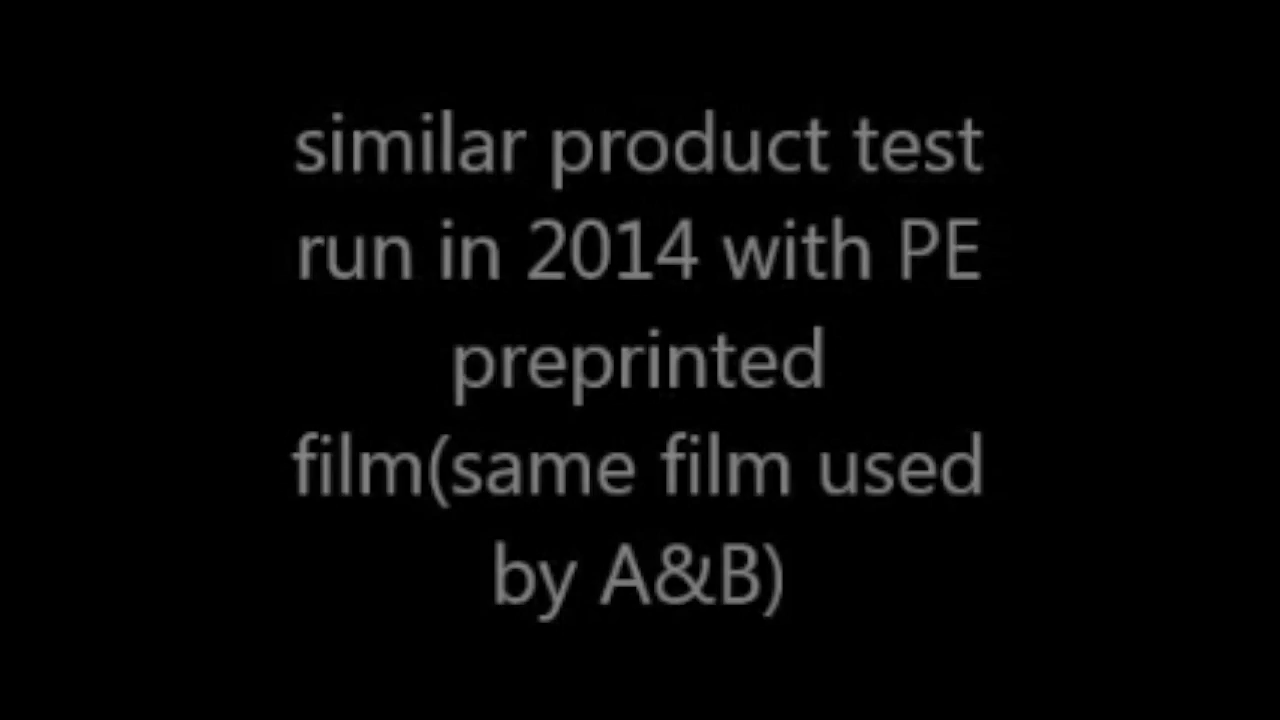 similar product test
run in 2014 with PE
preprinted
film(same film used
by A&B)